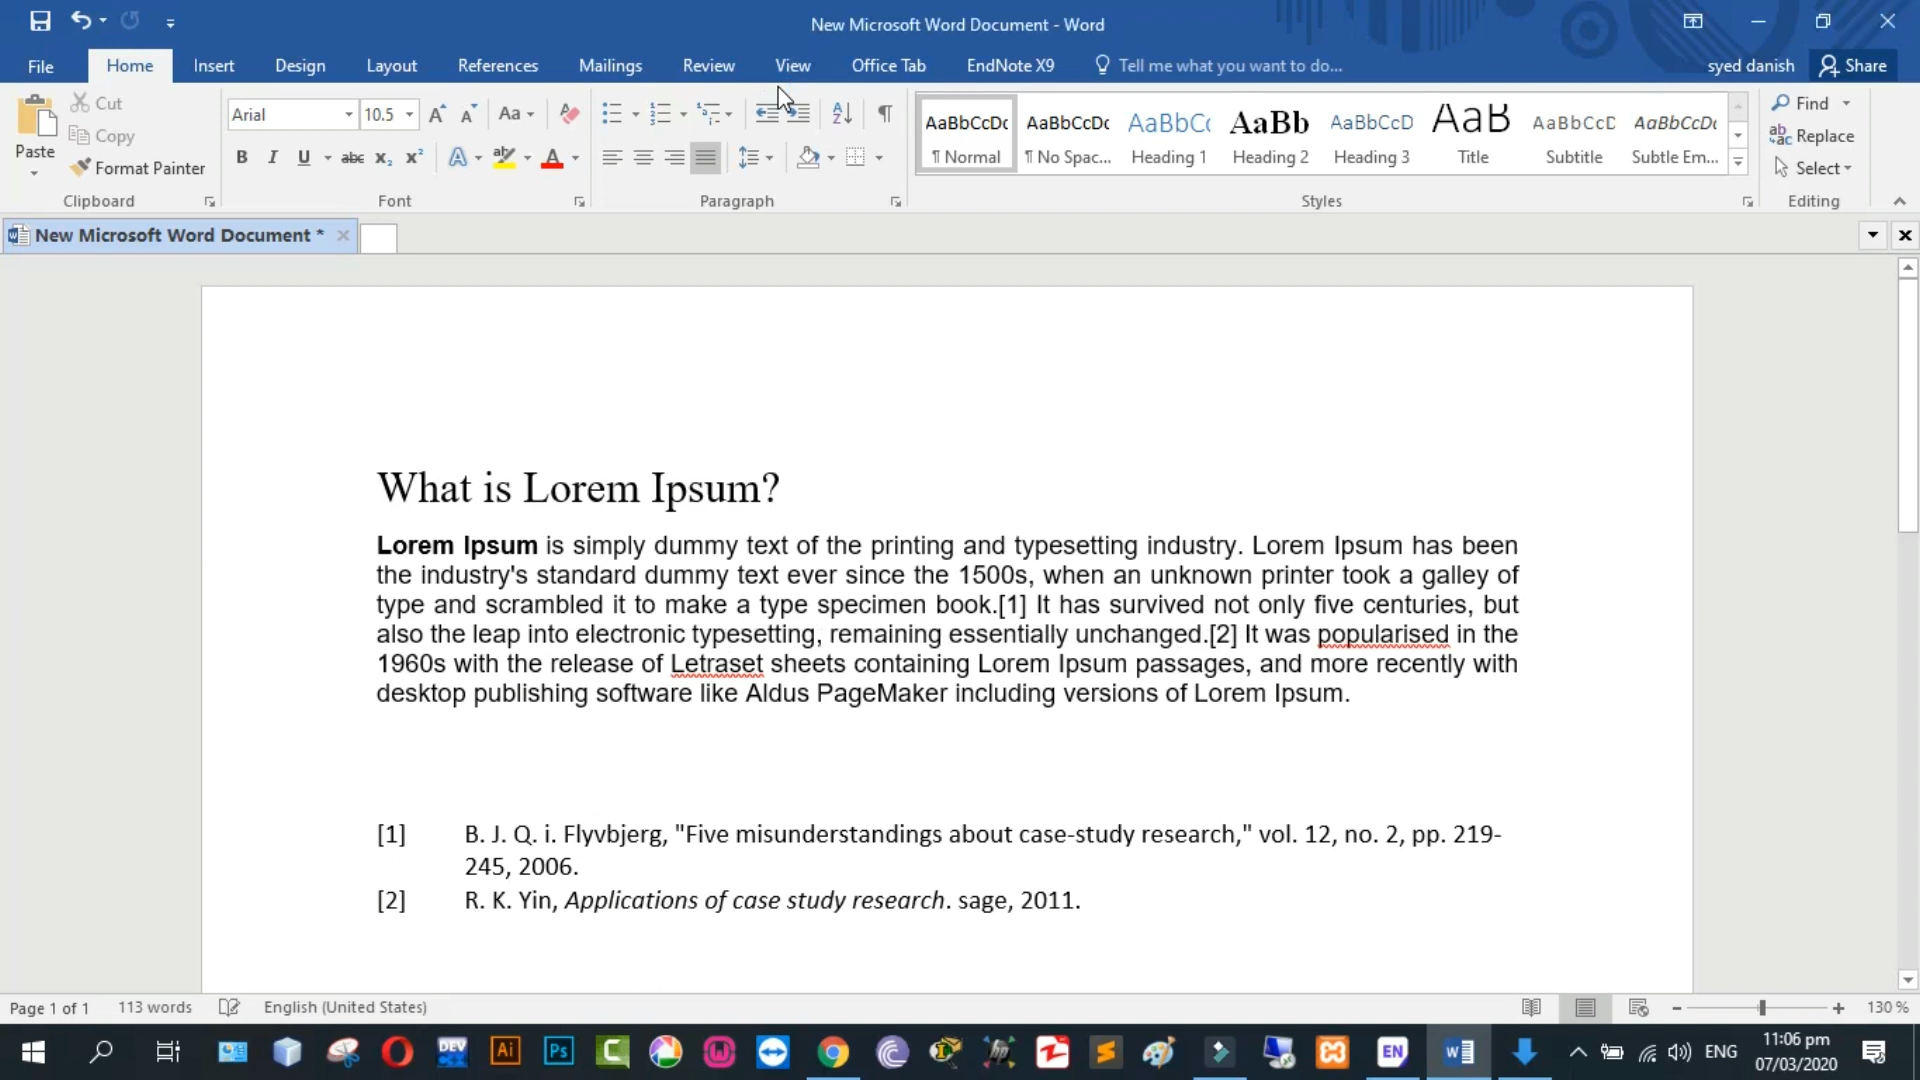 New Microsoft Word Document - Word
File Home Insert Design Layout References Mailings Review View Office Tab EndNote X9 Tell me what you want to do... syed danish Share
Paste
Cut
Copy
Format Painter
Clipboard
Arial 10.5 Aa
B I U abc x₂ x² A ab A
Font
A Z ¶
Paragraph
AaBbCcDc AaBbCcDc AaBbCc AaBb AaBbCcD AaB AaBbCcD AaBbCcDc
¶ Normal ¶ No Spac... Heading 1 Heading 2 Heading 3 Title Subtitle Subtle Em...
Styles
Find
Replace
Select
Editing
New Microsoft Word Document *
What is Lorem Ipsum?
Lorem Ipsum is simply dummy text of the printing and typesetting industry. Lorem Ipsum has been
the industry's standard dummy text ever since the 1500s, when an unknown printer took a galley of
type and scrambled it to make a type specimen book.[1] It has survived not only five centuries, but
also the leap into electronic typesetting, remaining essentially unchanged.[2] It was popularised in the
1960s with the release of Letraset sheets containing Lorem Ipsum passages, and more recently with
desktop publishing software like Aldus PageMaker including versions of Lorem Ipsum.
[1] B. J. Q. i. Flyvbjerg, "Five misunderstandings about case-study research," vol. 12, no. 2, pp. 219-
245, 2006.
[2] R. K. Yin, Applications of case study research. sage, 2011.
Page 1 of 1 113 words English (United States) 130 %
DEV Ai Ps C hp EN W ENG
11:06 pm
07/03/2020